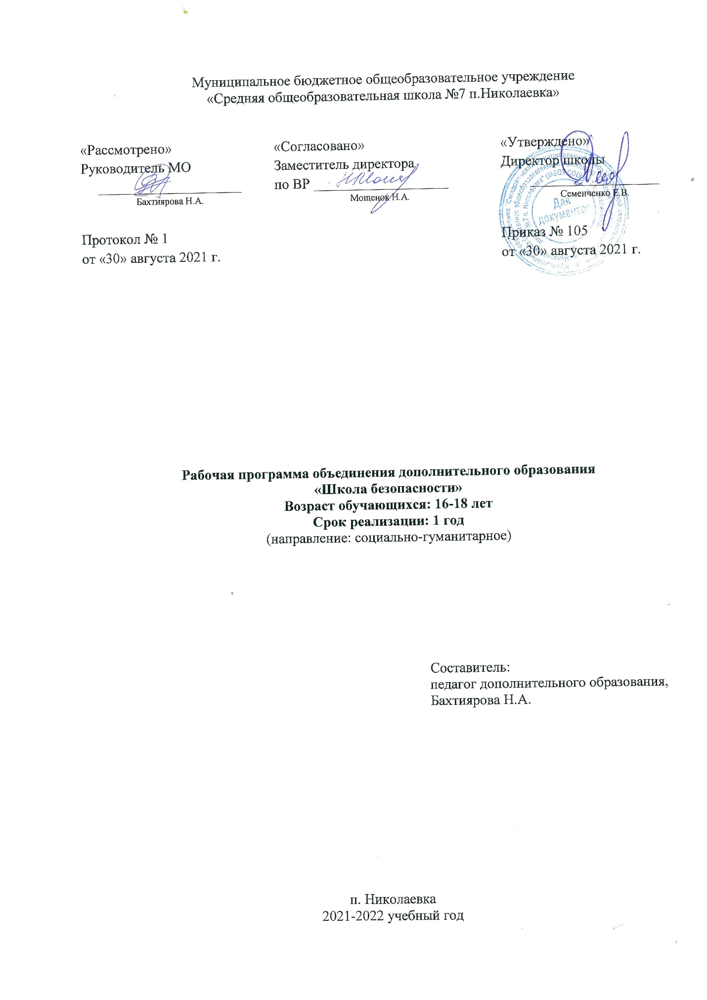 Муниципальное бюджетное общеобразовательное учреждение
«Средняя общеобразовательная школа №7 п.Николаевка»
«Рассмотрено»
Руководитель МО
Бахтиярова Н.А.
Протокол № 1
от «30» августа 2021 г.
«Согласовано»
Заместитель директора
по ВР
Мощенок Н.А.
«Утверждено»
Директор школы
Семенченко Е.В.
Приказ № 105
от «30» августа 2021 г.
Для
документов
Рабочая программа объединения дополнительного образования
«Школа безопасности»
Возраст обучающихся: 16-18 лет
Срок реализации: 1 год
(направление: социально-гуманитарное)
Составитель:
педагог дополнительного образования,
Бахтиярова Н.А.
п. Николаевка
2021-2022 учебный год